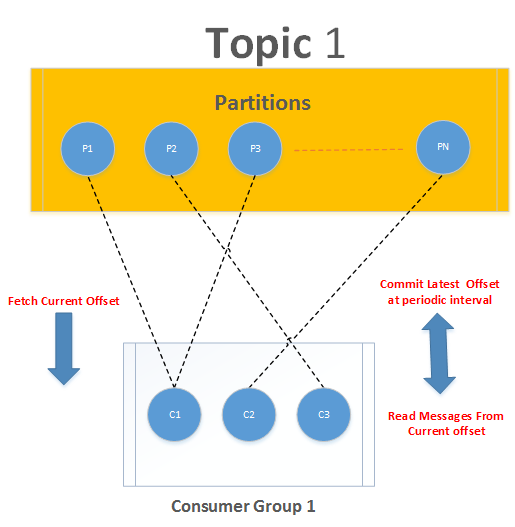 Topic 1
Partitions
P1
P2
P3
PN
Fetch Current Offset
Commit Latest Offset
at periodic interval
C1
C2
C3
Read Messages From
Current offset
Consumer Group 1